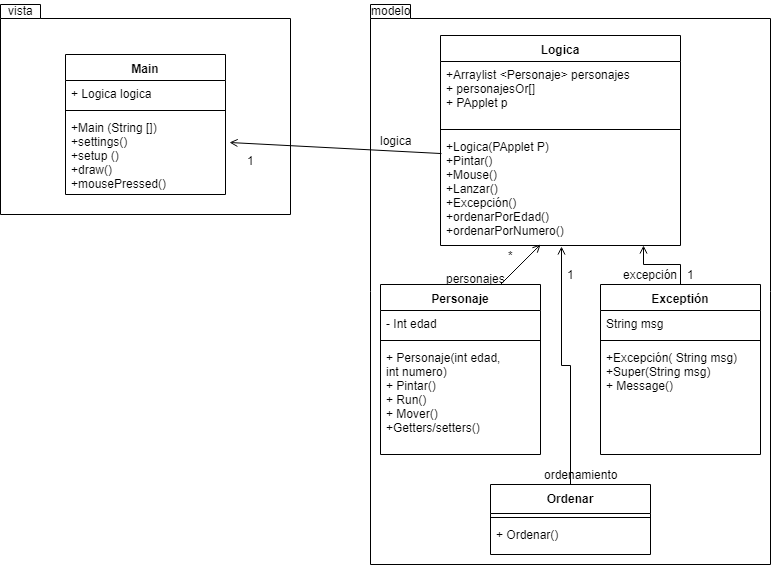 vista
Main
+ Logica logica
+Main (String [])
+settings()
+setup ()
+draw()
+mousePressed()
logica
1
modelo
Logica
+Arraylist <Personaje> personajes
+ personajesOr[]
+ PApplet p
+Logica(PApplet P)
+Pintar()
+Mouse()
+Lanzar()
+Excepción()
+ordenarPorEdad()
+ordenarPorNumero()
*
personajes
1
excepción
1
Personaje
- Int edad
+ Personaje(int edad,
int numero)
+ Pintar()
+ Run()
+ Mover()
+Getters/setters()
Exceptión
String msg
+Excepción( String msg)
+Super(String msg)
+ Message()
ordenamiento
Ordenar
+ Ordenar()